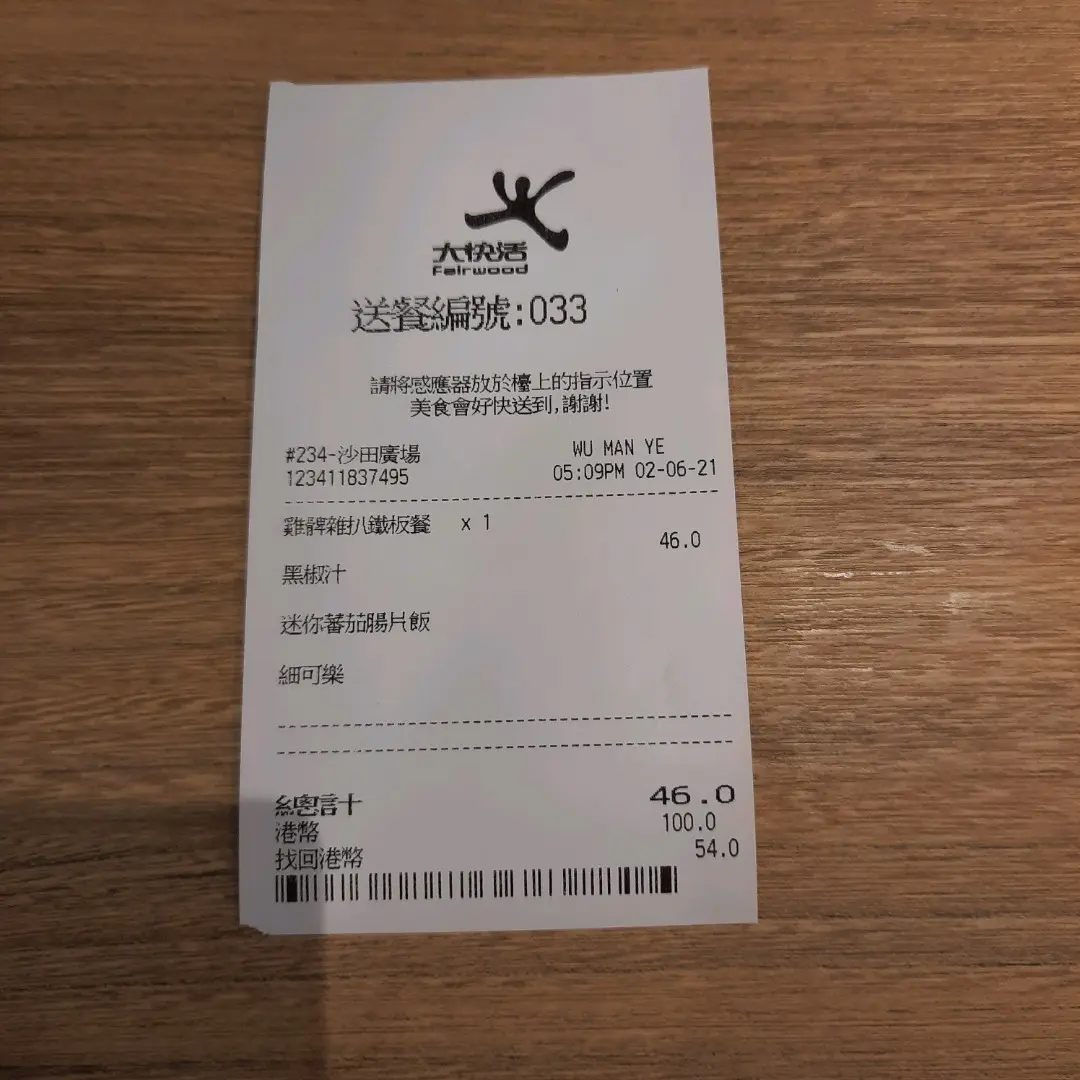 大快活
Fairwood
送餐編號:033
請將感應器放於檯上的指示位置
美食會好快送到,謝謝!
#234-沙田廣場 WU MAN YE
123411837495 05:09PM 02-06-21
雞髀雜扒鐵板餐 x 1
46.0
黑椒汁
迷你蕃茄腸片飯
細可樂
總計 46.0
港幣 100.0
找回港幣 54.0